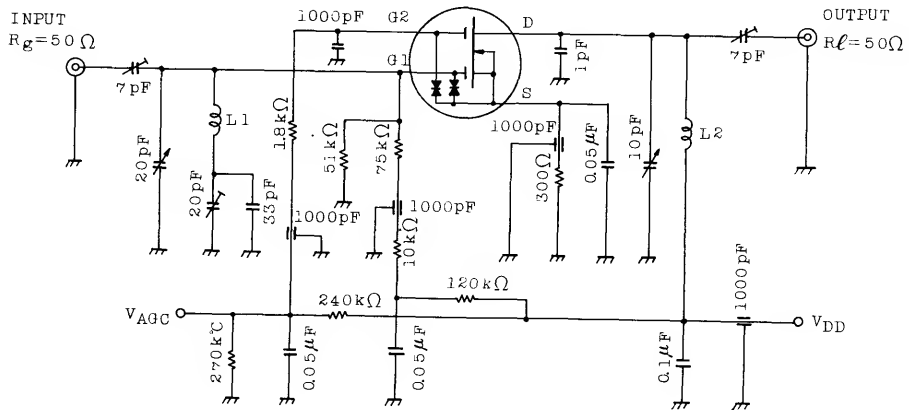 INPUT
Rg=50Ω
1000pF
G2
D
OUTPUT
Rℓ=50Ω
7pF
G1
1pF
7pF
S
L1
1.8kΩ
51kΩ
75kΩ
1000pF
300Ω
0.05μF
10pF
L2
20pF
20pF
33pF
1000pF
1000pF
10kΩ
120kΩ
1000pF
VAGC
240kΩ
VDD
270k℃
0.05μF
0.05μF
0.1μF